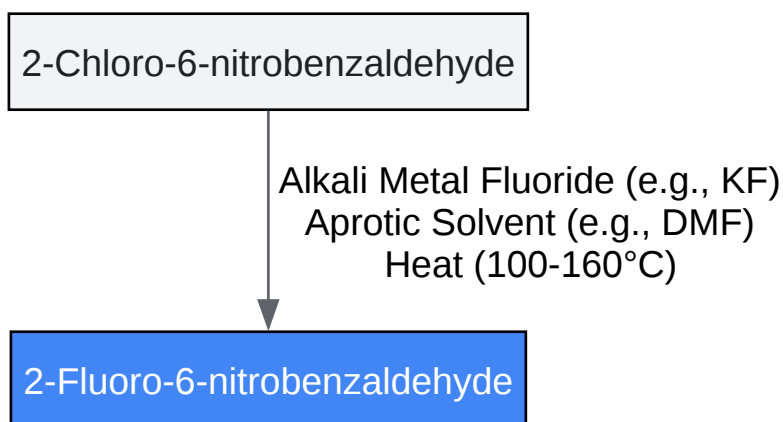 2-Chloro-6-nitrobenzaldehyde
Alkali Metal Fluoride (e.g., KF)
Aprotic Solvent (e.g., DMF)
Heat (100-160°C)
2-Fluoro-6-nitrobenzaldehyde